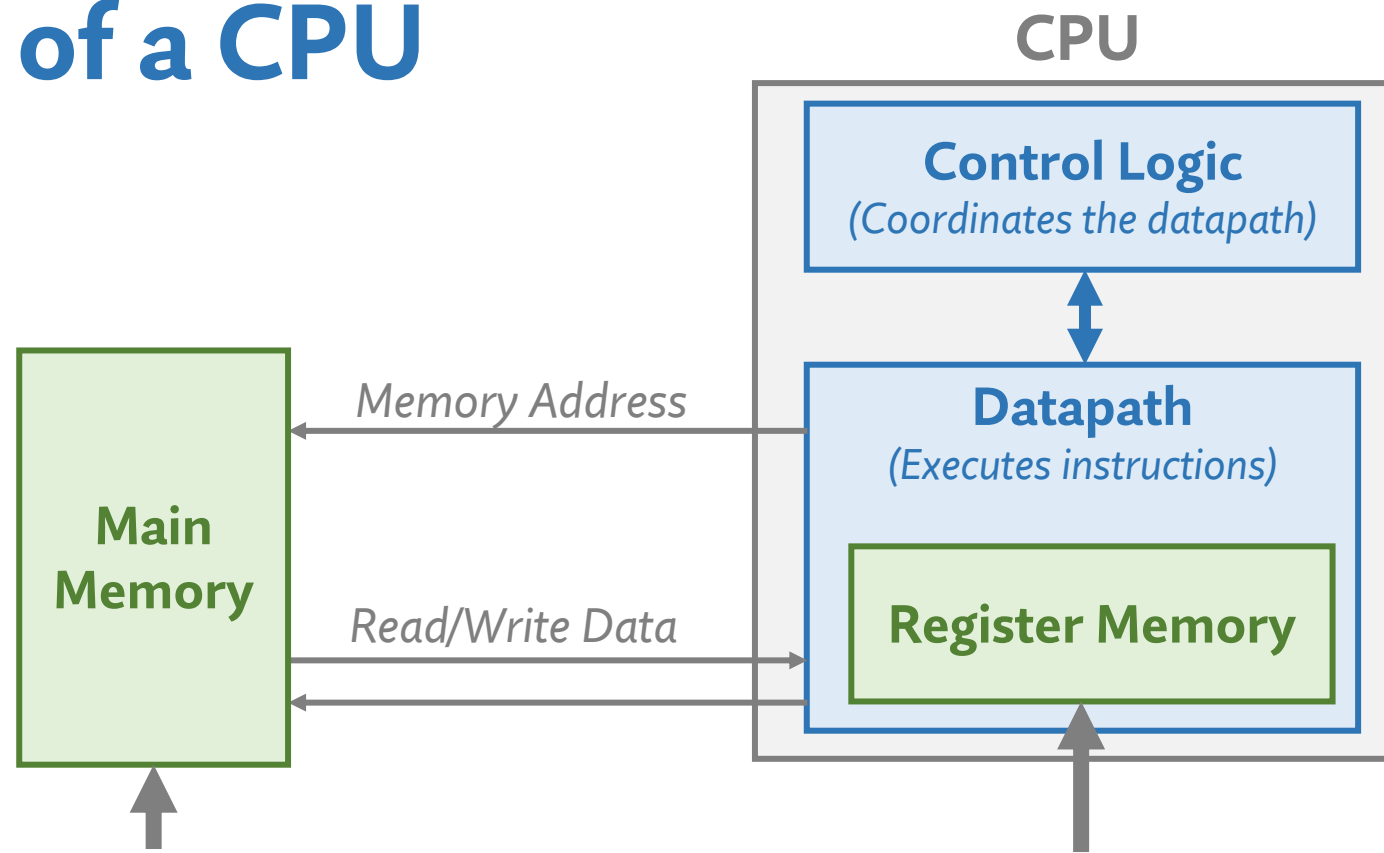 of a CPU
CPU
Control Logic
(Coordinates the datapath)
Memory Address
Datapath
(Executes instructions)
Main
Memory
Read/Write Data
Register Memory